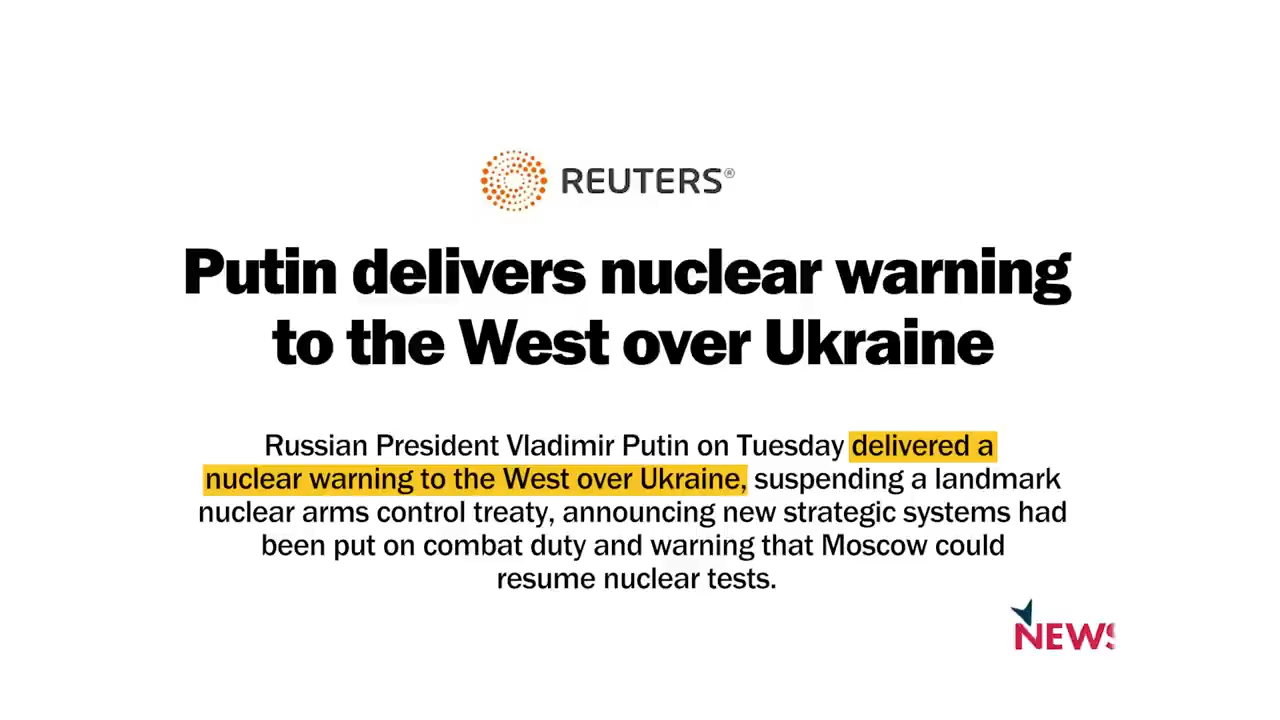 REUTERS®
Putin delivers nuclear warning
to the West over Ukraine
Russian President Vladimir Putin on Tuesday delivered a
nuclear warning to the West over Ukraine, suspending a landmark
nuclear arms control treaty, announcing new strategic systems had
been put on combat duty and warning that Moscow could
resume nuclear tests.
NEWS